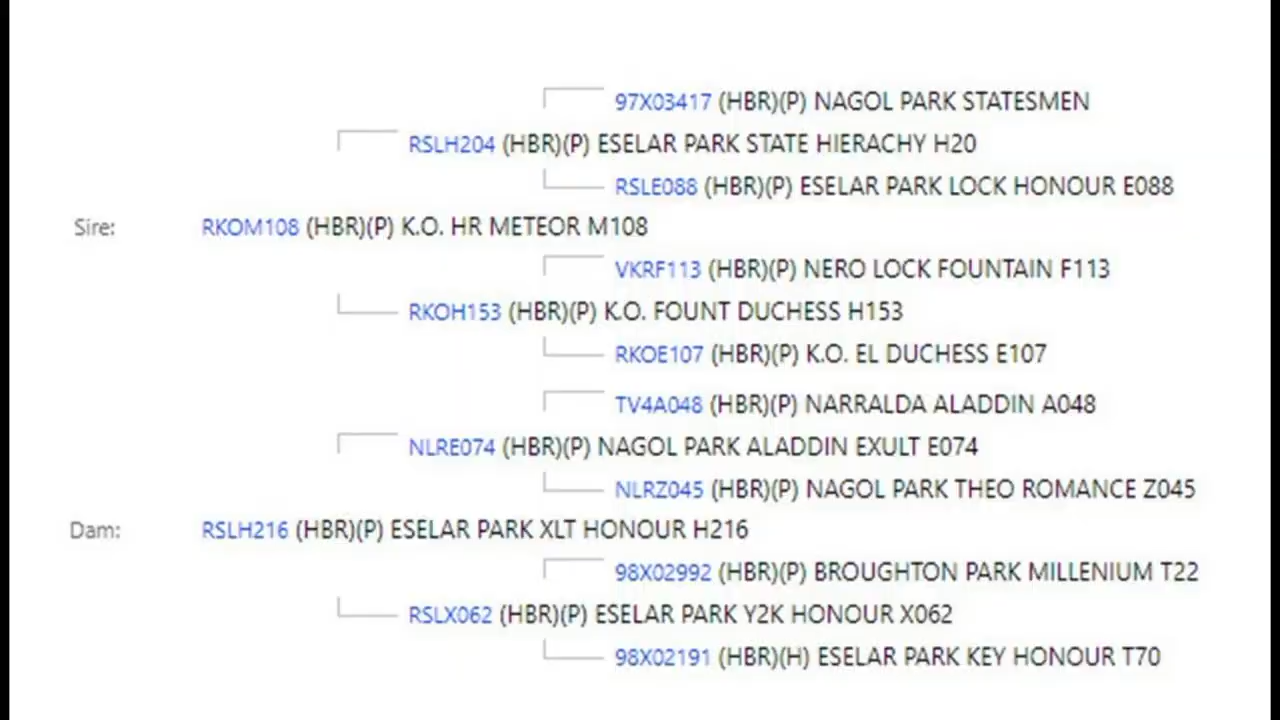 97X03417 (HBR)(P) NAGOL PARK STATESMEN
RSLH204 (HBR)(P) ESELAR PARK STATE HIERACHY H20
RSLE088 (HBR)(P) ESELAR PARK LOCK HONOUR E088
Sire: RKOM108 (HBR)(P) K.O. HR METEOR M108
VKRF113 (HBR)(P) NERO LOCK FOUNTAIN F113
RKOH153 (HBR)(P) K.O. FOUNT DUCHESS H153
RKOE107 (HBR)(P) K.O. EL DUCHESS E107
TV4A048 (HBR)(P) NARRALDA ALADDIN A048
NLRE074 (HBR)(P) NAGOL PARK ALADDIN EXULT E074
NLRZ045 (HBR)(P) NAGOL PARK THEO ROMANCE Z045
Dam: RSLH216 (HBR)(P) ESELAR PARK XLT HONOUR H216
98X02992 (HBR)(P) BROUGHTON PARK MILLENIUM T22
RSLX062 (HBR)(P) ESELAR PARK Y2K HONOUR X062
98X02191 (HBR)(H) ESELAR PARK KEY HONOUR T70